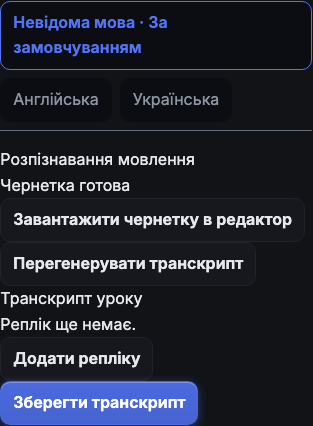 Невідома мова · За
замовчуванням
Англійська
Українська
Розпізнавання мовлення
Чернетка готова
Завантажити чернетку в редактор
Перегенерувати транскрипт
Транскрипт уроку
Реплік ще немає.
Додати репліку
Зберегти транскрипт